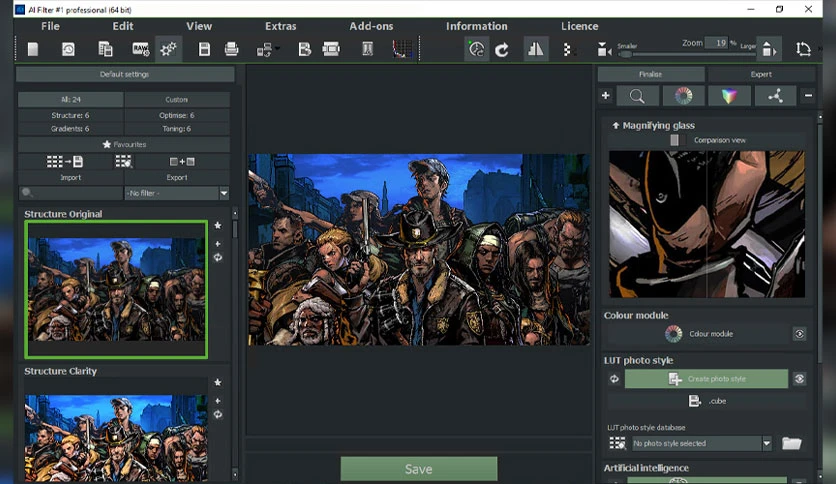 AI Filter #1 professional (64 bit)
File Edit View Extras Add-ons Information Licence
RAW
Smaller Zoom 19 % Larger
Default settings
Finalise Expert
All: 24 Custom
Structure: 6 Optimise: 6
Gradients: 6 Toning: 6
Favourites
Import Export
- No filter -
Structure Original
Structure Clarity
Save
Magnifying glass
Comparison view
Colour module
Colour module
LUT photo style
Create photo style
.cube
LUT photo style database
No photo style selected
Artificial intelligence